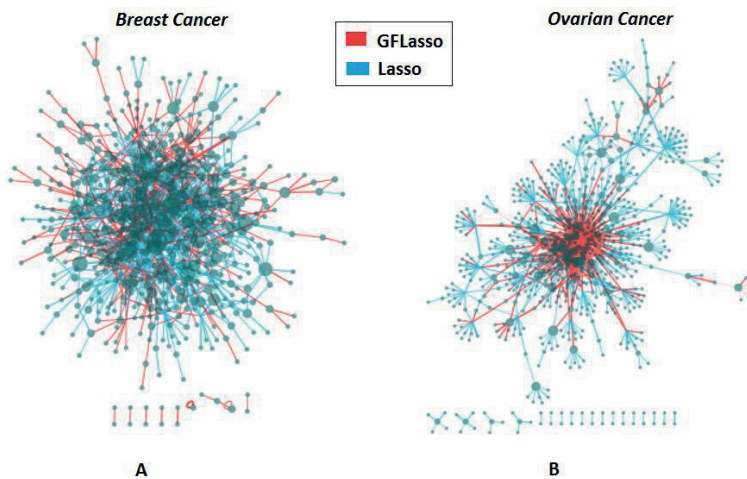 Breast Cancer
GFLasso
Lasso
Ovarian Cancer
A
B